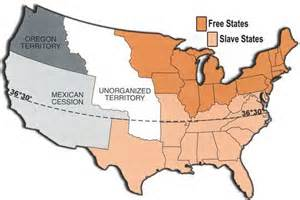 Free States
Slave States
OREGON
TERRITORY
MEXICAN
CESSION
UNORGANIZED
TERRITORY
36°30'
36°30'